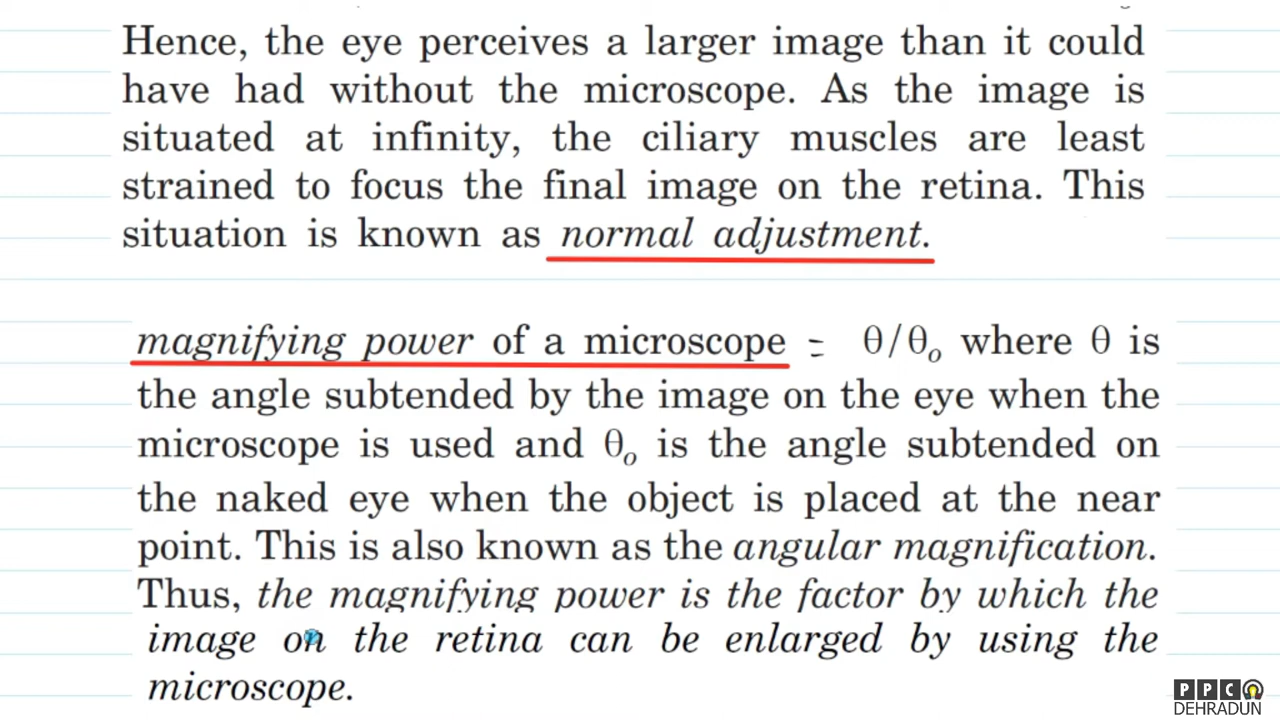 Hence, the eye perceives a larger image than it could
have had without the microscope. As the image is
situated at infinity, the ciliary muscles are least
strained to focus the final image on the retina. This
situation is known as normal adjustment.
magnifying power of a microscope = θ/θo where θ is
the angle subtended by the image on the eye when the
microscope is used and θo is the angle subtended on
the naked eye when the object is placed at the near
point. This is also known as the angular magnification.
Thus, the magnifying power is the factor by which the
image on the retina can be enlarged by using the
microscope.
PPC
DEHRADUN